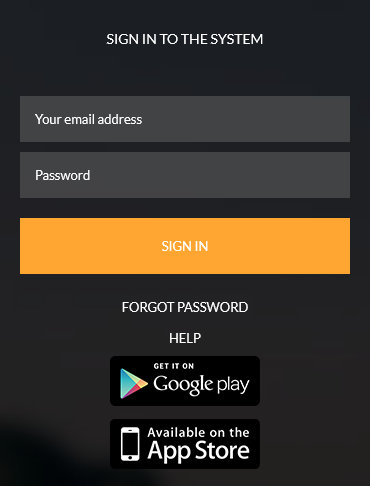 SIGN IN TO THE SYSTEM
Your email address
Password
SIGN IN
FORGOT PASSWORD
HELP
GET IT ON
Google play
Available on the
App Store